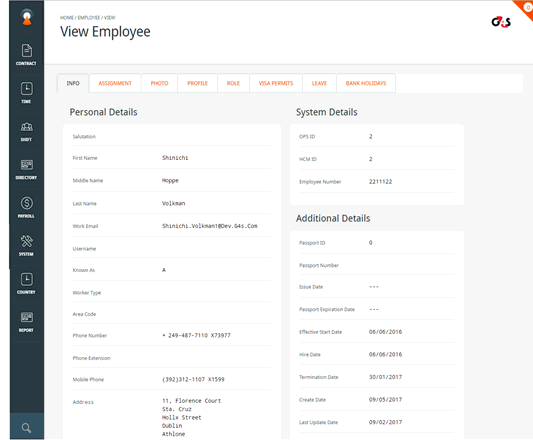 HOME / EMPLOYEE / VIEW
View Employee
G4S
0
CONTRACT
TIME
SHIFT
DIRECTORY
PAYROLL
SYSTEM
COUNTRY
REPORT
INFO ASSIGNMENT PHOTO PROFILE ROLE VISA PERMITS LEAVE BANK HOLIDAYS
Personal Details
Salutation
First Name Shinichi
Middle Name Hoppe
Last Name Volkman
Work Email Shinichi.Volkman1@Dev.G4s.Com
Username
Known As A
Worker Type
Area Code
Phone Number + 249-487-7110 X73977
Phone Extension
Mobile Phone (392)312-1107 X1599
Address 11, Florence Court
Sta. Cruz
Hollx Street
Dublin
Athlone
System Details
OPS ID 2
HCM ID 2
Employee Number 2211122
Additional Details
Passport ID 0
Passport Number
Issue Date ---
Passport Expiration Date ---
Effective Start Date 06/06/2016
Hire Date 06/06/2016
Termination Date 30/01/2017
Create Date 09/05/2017
Last Update Date 09/02/2017